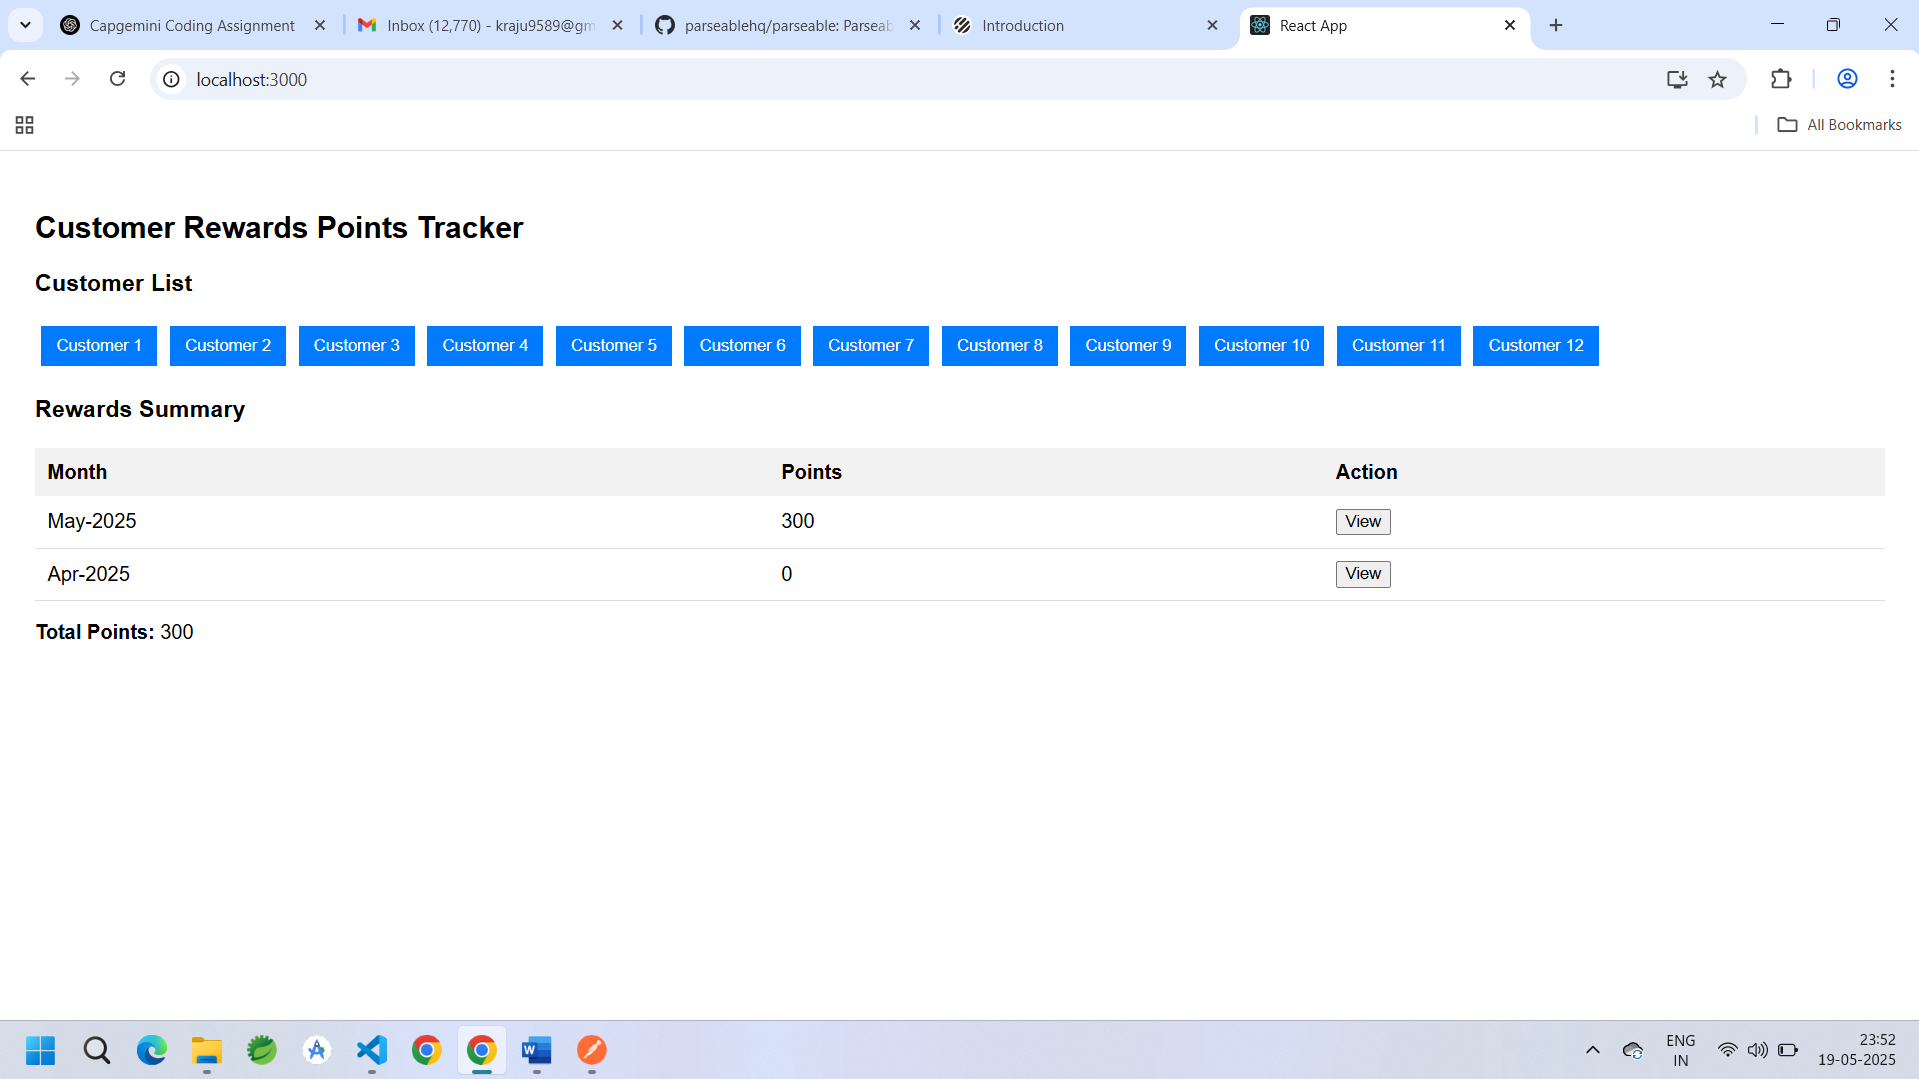 Capgemini Coding Assignment
Inbox (12,770) - kraju9589@gm
parseablehq/parseable: Parseab
Introduction
React App
localhost:3000
All Bookmarks
Customer Rewards Points Tracker
Customer List
Customer 1 Customer 2 Customer 3 Customer 4 Customer 5 Customer 6 Customer 7 Customer 8 Customer 9 Customer 10 Customer 11 Customer 12
Rewards Summary
Month Points Action
May-2025 300 View
Apr-2025 0 View
Total Points: 300
ENG
IN
23:52
19-05-2025